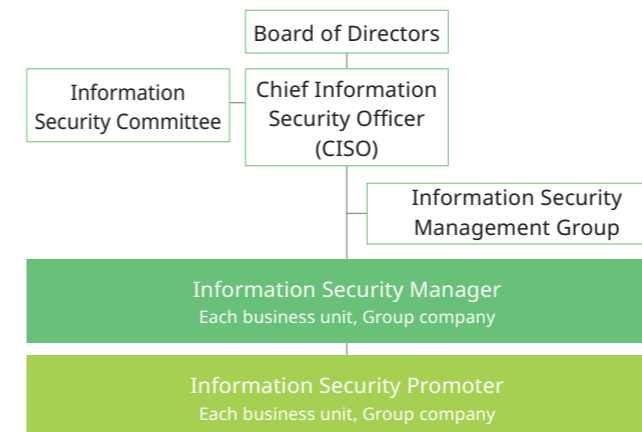 Board of Directors
Information
Security Committee
Chief Information
Security Officer
(CISO)
Information Security
Management Group
Information Security Manager
Each business unit, Group company
Information Security Promoter
Each business unit, Group company